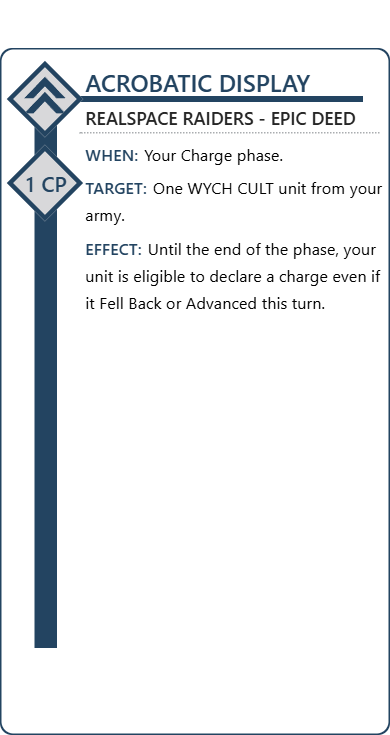 ACROBATIC DISPLAY
REALSPACE RAIDERS - EPIC DEED
WHEN: Your Charge phase.
1 CP
TARGET: One WYCH CULT unit from your
army.
EFFECT: Until the end of the phase, your
unit is eligible to declare a charge even if
it Fell Back or Advanced this turn.